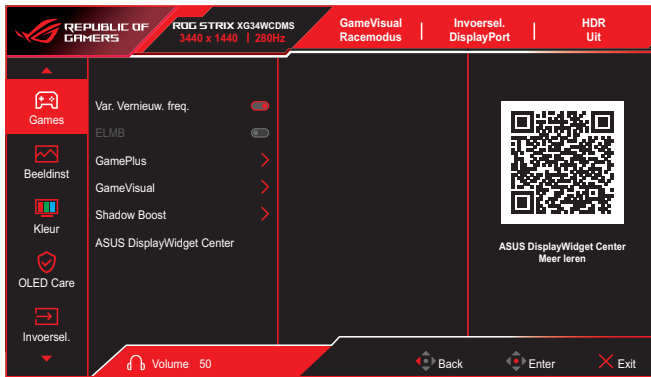 REPUBLIC OF
GAMERS
ROG STRIX XG34WCDMS
3440 x 1440 | 280Hz
GameVisual
Racemodus
Invoersel.
DisplayPort
HDR
Uit
Games
Beeldinst
Kleur
OLED Care
Invoersel.
Var. Vernieuw. freq.
ELMB
GamePlus
GameVisual
Shadow Boost
ASUS DisplayWidget Center
ASUS DisplayWidget Center
Meer leren
Volume 50
Back
Enter
Exit